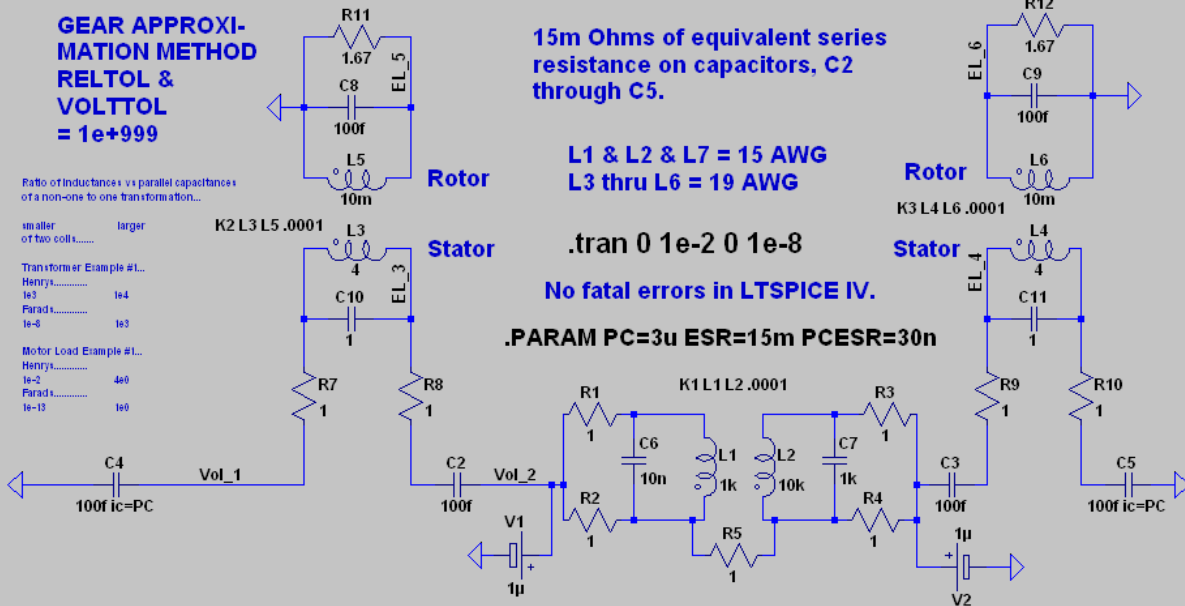 GEAR APPROXI-
MATION METHOD
RELTOL &
VOLTTOL
= 1e+999
R11
1.67
EL_5
C8
100f
L5
10m
Rotor
15m Ohms of equivalent series
resistance on capacitors, C2
through C5.
L1 & L2 & L7 = 15 AWG
L3 thru L6 = 19 AWG
R12
1.67
EL_6
C9
100f
L6
10m
Rotor
Ratio of Inductances vs parallel capacitances
of a non-one to one transformation...
smaller larger
of two coils.......
Transformer Example #1...
Henrys.............
1e3 1e4
Farads.............
1e-8 1e3
Motor Load Example #1...
Henrys.............
1e-2 4e0
Farads.............
1e-13 1e0
K2 L3 L5 .0001
L3
4
Stator
EL_3
C10
1
.tran 0 1e-2 0 1e-8
No fatal errors in LTSPICE IV.
.PARAM PC=3u ESR=15m PCESR=30n
K3 L4 L6 .0001
L4
4
Stator
EL_4
C11
1
R7
1
R8
1
R9
1
R10
1
K1 L1 L2 .0001
R1
1
C6
10n
L1
1k
L2
10k
C7
1k
R3
1
R2
1
R4
1
R5
1
C4
100f ic=PC
Vol_1
C2
100f
Vol_2
V1
+
1µ
C3
100f
C5
100f ic=PC
1µ
+
V2